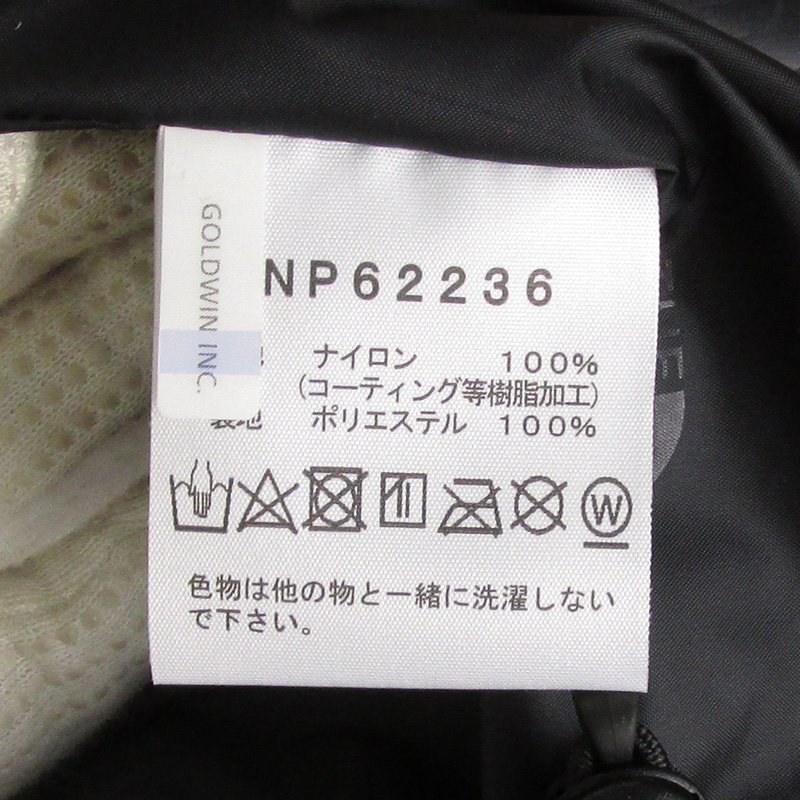 GOLDWIN INC.
NP62236
ナイロン 100%
(コーティング等樹脂加工)
裏地 ポリエステル 100%
W
色物は他の物と一緒に洗濯しない
で下さい。